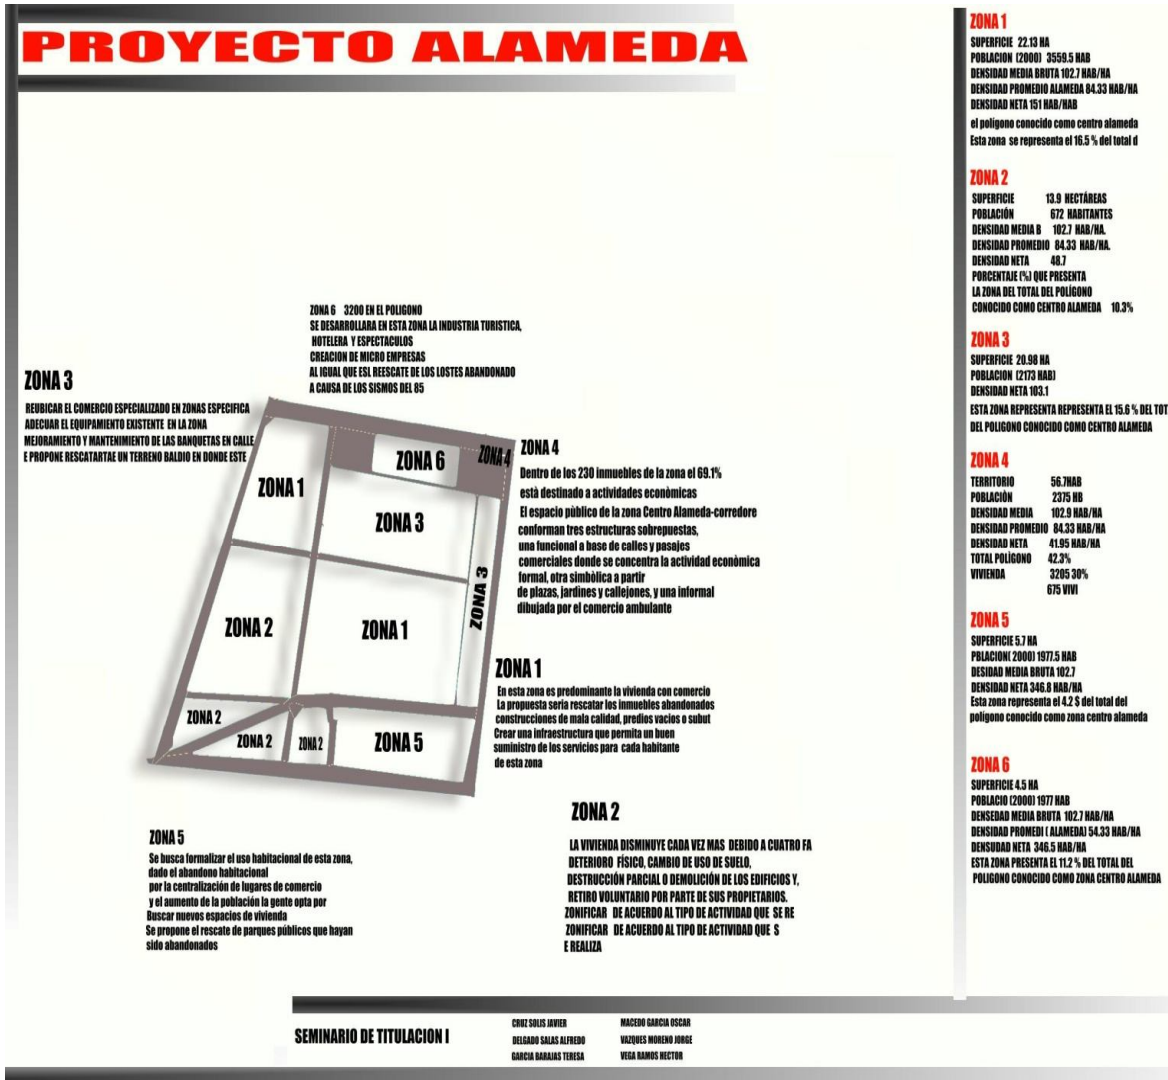 PROYECTO ALAMEDA
ZONA 6 3200 EN EL POLIGONO
SE DESARROLLARA EN ESTA ZONA LA INDUSTRIA TURISTICA,
HOTELERA Y ESPECTACULOS
CREACION DE MICRO EMPRESAS
AL IGUAL QUE ESL REESCATE DE LOS LOSTES ABANDONADO
A CAUSA DE LOS SISMOS DEL 85
ZONA 3
REUBICAR EL COMERCIO ESPECIALIZADO EN ZONAS ESPECIFICA
ADECUAR EL EQUIPAMIENTO EXISTENTE EN LA ZONA
MEJORAMIENTO Y MANTENIMIENTO DE LAS BANQUETAS EN CALLE
E PROPONE RESCATARTAE UN TERRENO BALDIO EN DONDE ESTE
ZONA 6
ZONA 4
ZONA 1
ZONA 3
ZONA 3
ZONA 2
ZONA 1
ZONA 2
ZONA 2
ZONA 2
ZONA 5
ZONA 4
Dentro de los 230 inmuebles de la zona el 69.1%
està destinado a actividades econòmicas
El espacio pùblico de la zona Centro Alameda-corredore
conforman tres estructuras sobrepuestas,
una funcional a base de calles y pasajes
comerciales donde se concentra la actividad econòmica
formal, otra simbòlica a partir
de plazas, jardines y callejones, y una informal
dibujada por el comercio ambulante
ZONA 1
En esta zona es predominante la vivienda con comercio
La propuesta seria rescatar los inmuebles abandonados
construcciones de mala calidad, predios vacios o subut
Crear una infraestructura que permita un buen
suministro de los servicios para cada habitante
de esta zona
ZONA 2
LA VIVIENDA DISMINUYE CADA VEZ MAS DEBIDO A CUATRO FA
DETERIORO FÍSICO, CAMBIO DE USO DE SUELO,
DESTRUCCIÓN PARCIAL O DEMOLICIÓN DE LOS EDIFICIOS Y,
RETIRO VOLUNTARIO POR PARTE DE SUS PROPIETARIOS.
ZONIFICAR DE ACUERDO AL TIPO DE ACTIVIDAD QUE SE RE
ZONIFICAR DE ACUERDO AL TIPO DE ACTIVIDAD QUE S
E REALIZA
ZONA 5
Se busca formalizar el uso habitacional de esta zona,
dado el abandono habitacional
por la centralización de lugares de comercio
y el aumento de la población la gente opta por
Buscar nuevos espacios de vivienda
Se propone el rescate de parques públicos que hayan
sido abandonados
ZONA 1
SUPERFICIE 22.13 HA
POBLACION (2000) 3559.5 HAB
DENSIDAD MEDIA BRUTA 102.7 HAB/HA
DENSIDAD PROMEDIO ALAMEDA 84.33 HAB/HA
DENSIDAD NETA 151 HAB/HAB
el polígono conocido como centro alameda
Esta zona se representa el 16.5 % del total d
ZONA 2
SUPERFICIE 13.9 HECTÁREAS
POBLACIÓN 672 HABITANTES
DENSIDAD MEDIA B 102.7 HAB/HA.
DENSIDAD PROMEDIO 84.33 HAB/HA.
DENSIDAD NETA 48.7
PORCENTAJE (%) QUE PRESENTA
LA ZONA DEL TOTAL DEL POLÍGONO
CONOCIDO COMO CENTRO ALAMEDA 10.3%
ZONA 3
SUPERFICIE 20.98 HA
POBLACION (2173 HAB)
DENSIDAD NETA 103.1
ESTA ZONA REPRESENTA REPRESENTA EL 15.6 % DEL TOT
DEL POLIGONO CONOCIDO COMO CENTRO ALAMEDA
ZONA 4
TERRITORIO 56.7HAB
POBLACIÒN 2375 HB
DENSIDAD MEDIA 102.9 HAB/HA
DENSIDAD PROMEDIO 84.33 HAB/HA
DENSIDAD NETA 41.95 HAB/HA
TOTAL POLÍGONO 42.3%
VIVIENDA 3205 30%
675 VIVI
ZONA 5
SUPERFICIE 5.7 HA
PBLACION( 2000) 1977.5 HAB
DESIDAD MEDIA BRUTA 102.7
DENSIDAD NETA 346.8 HAB/HA
Esta zona representa el 4.2 $ del total del
polígono conocido como zona centro alameda
ZONA 6
SUPERFICIE 4.5 HA
POBLACIO (2000) 1977 HAB
DENSEDAD MEDIA BRUTA 102.7 HAB/HA
DENSIDAD PROMEDI ( ALAMEDA) 54.33 HAB/HA
DENSUDAD NETA 346.5 HAB/HA
ESTA ZONA PRESENTA EL 11.2 % DEL TOTAL DEL
POLIGONO CONOCIDO COMO ZONA CENTRO ALAMEDA
SEMINARIO DE TITULACION I
CRUZ SOLIS JAVIER
DELGADO SALAS ALFREDO
GARCIA BARAJAS TERESA
MACEDO GARCIA OSCAR
VAZQUES MORENO JORGE
VEGA RAMOS HECTOR